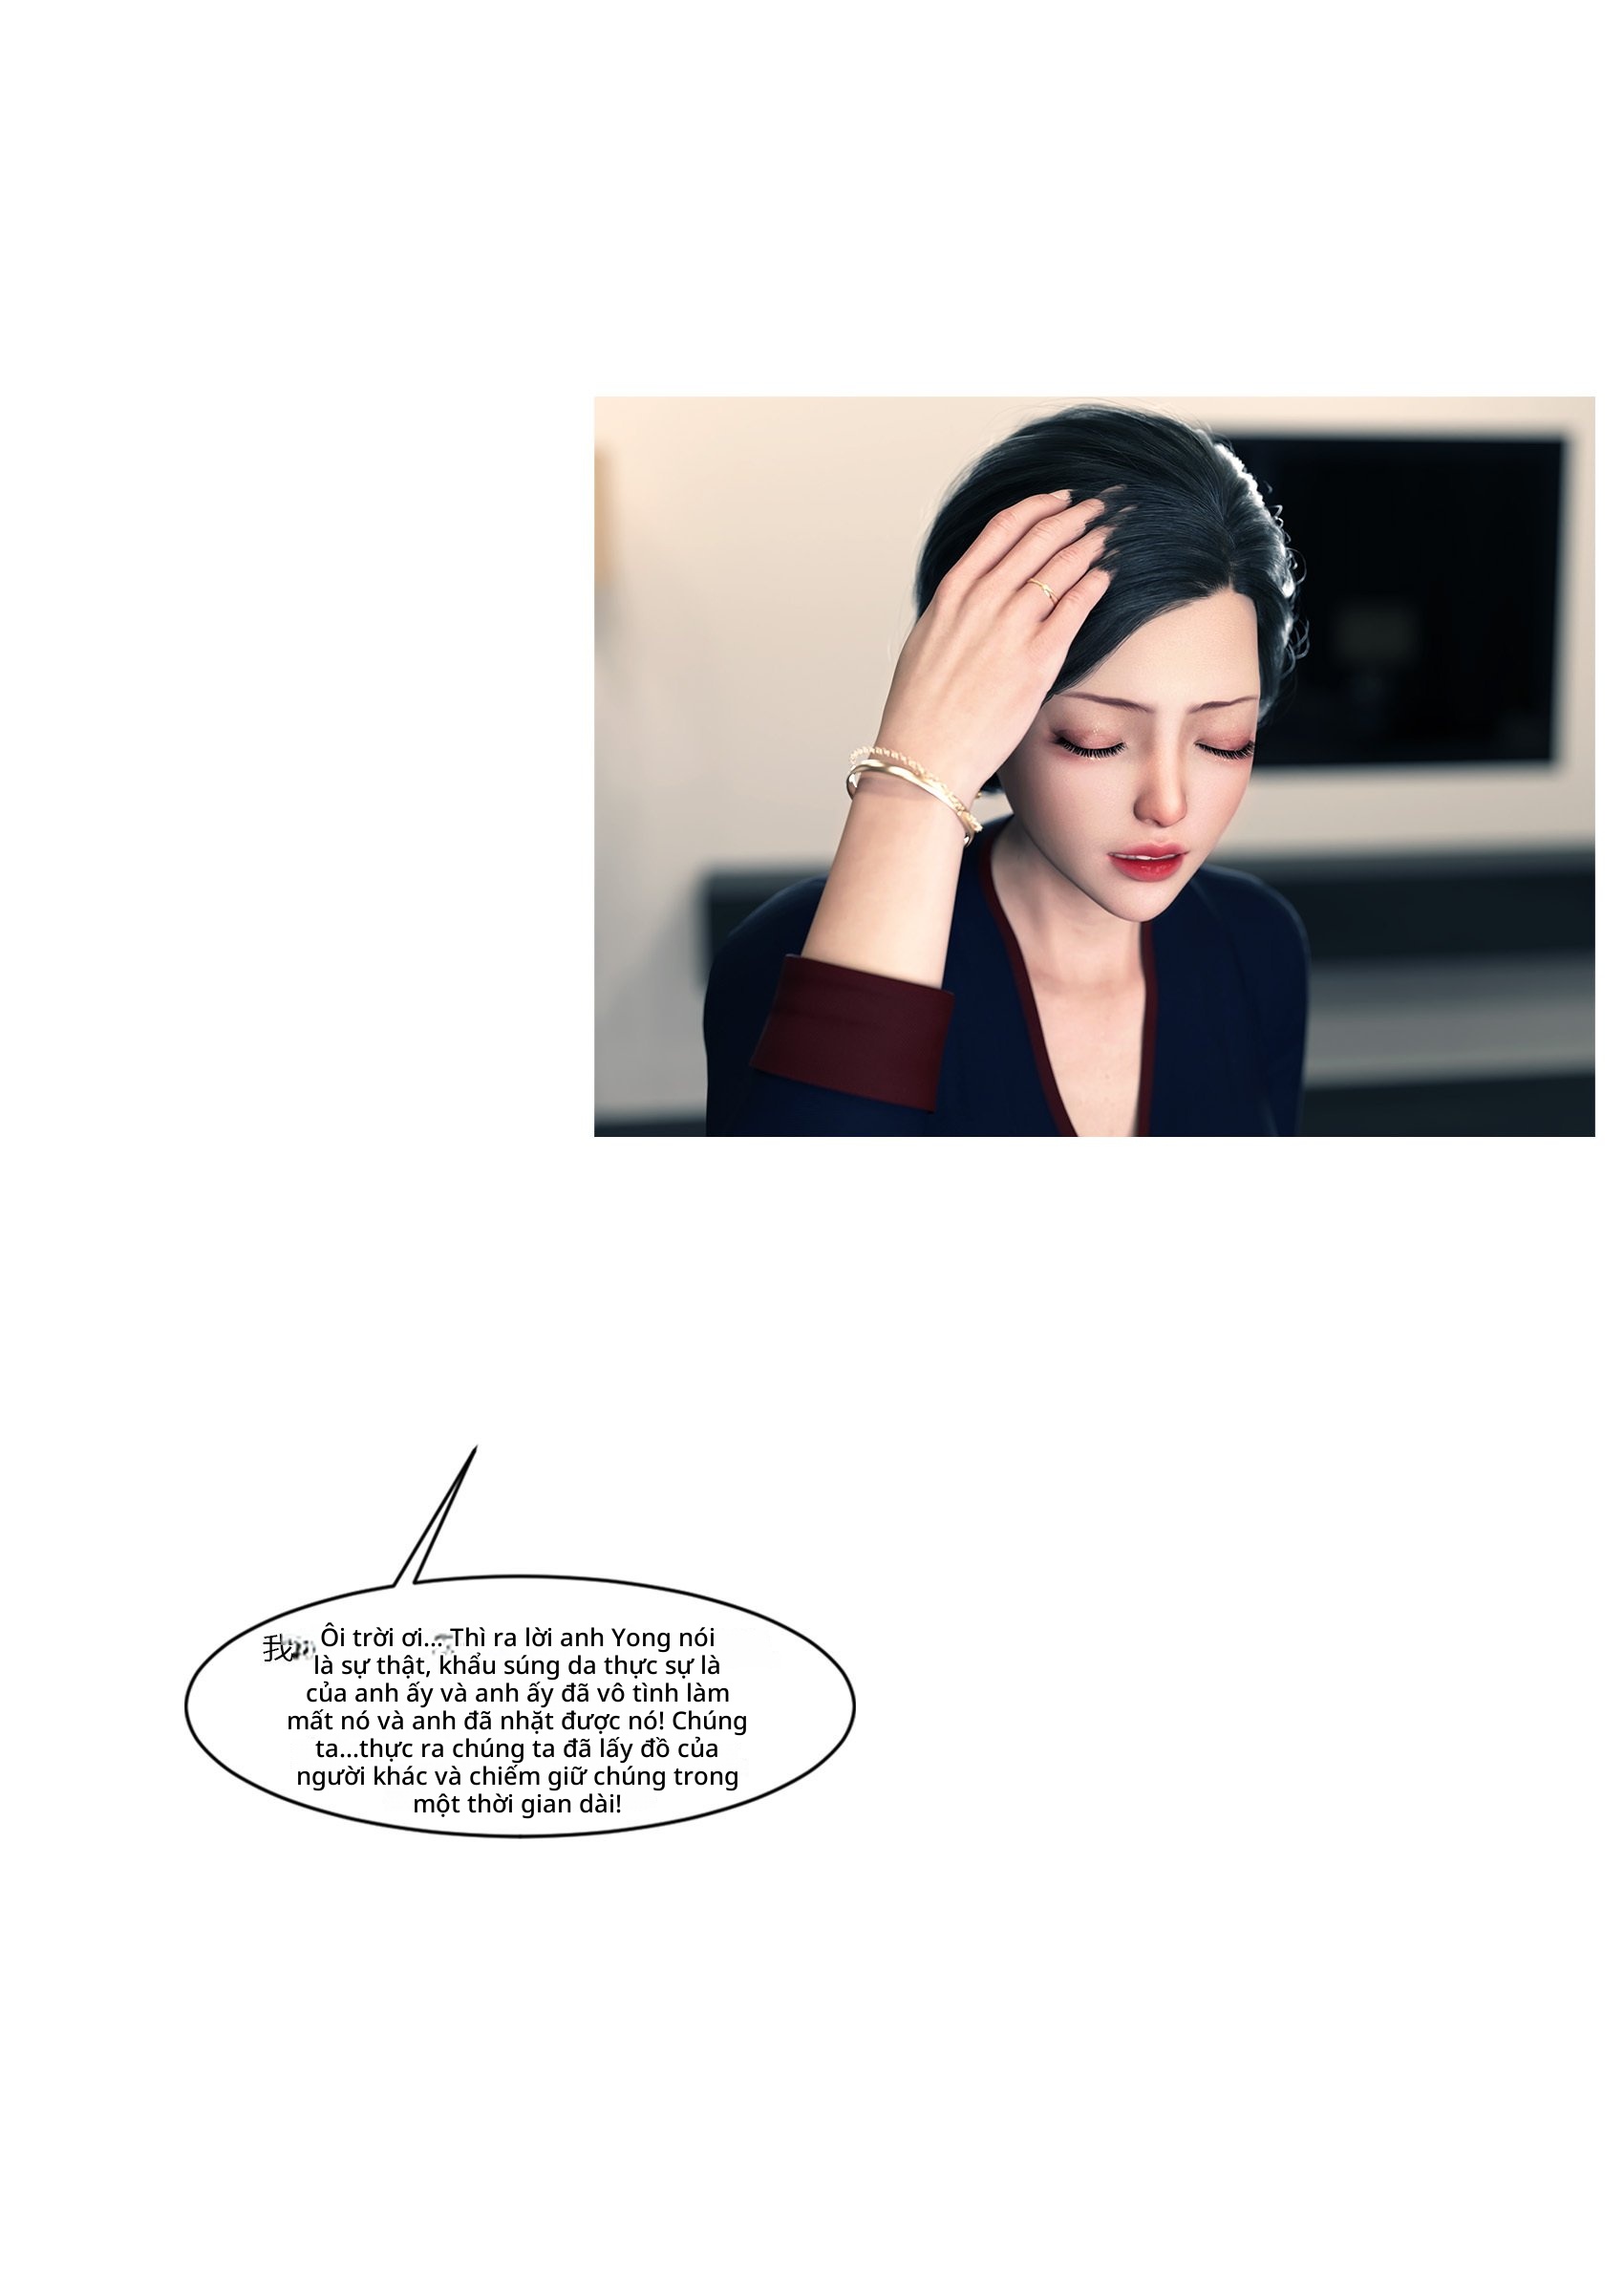 我 Ôi trời ơi... Thì ra lời anh Yong nói
là sự thật, khẩu súng da thực sự là
của anh ấy và anh ấy đã vô tình làm
mất nó và anh đã nhặt được nó! Chúng
ta...thực ra chúng ta đã lấy đồ của
người khác và chiếm giữ chúng trong
một thời gian dài!